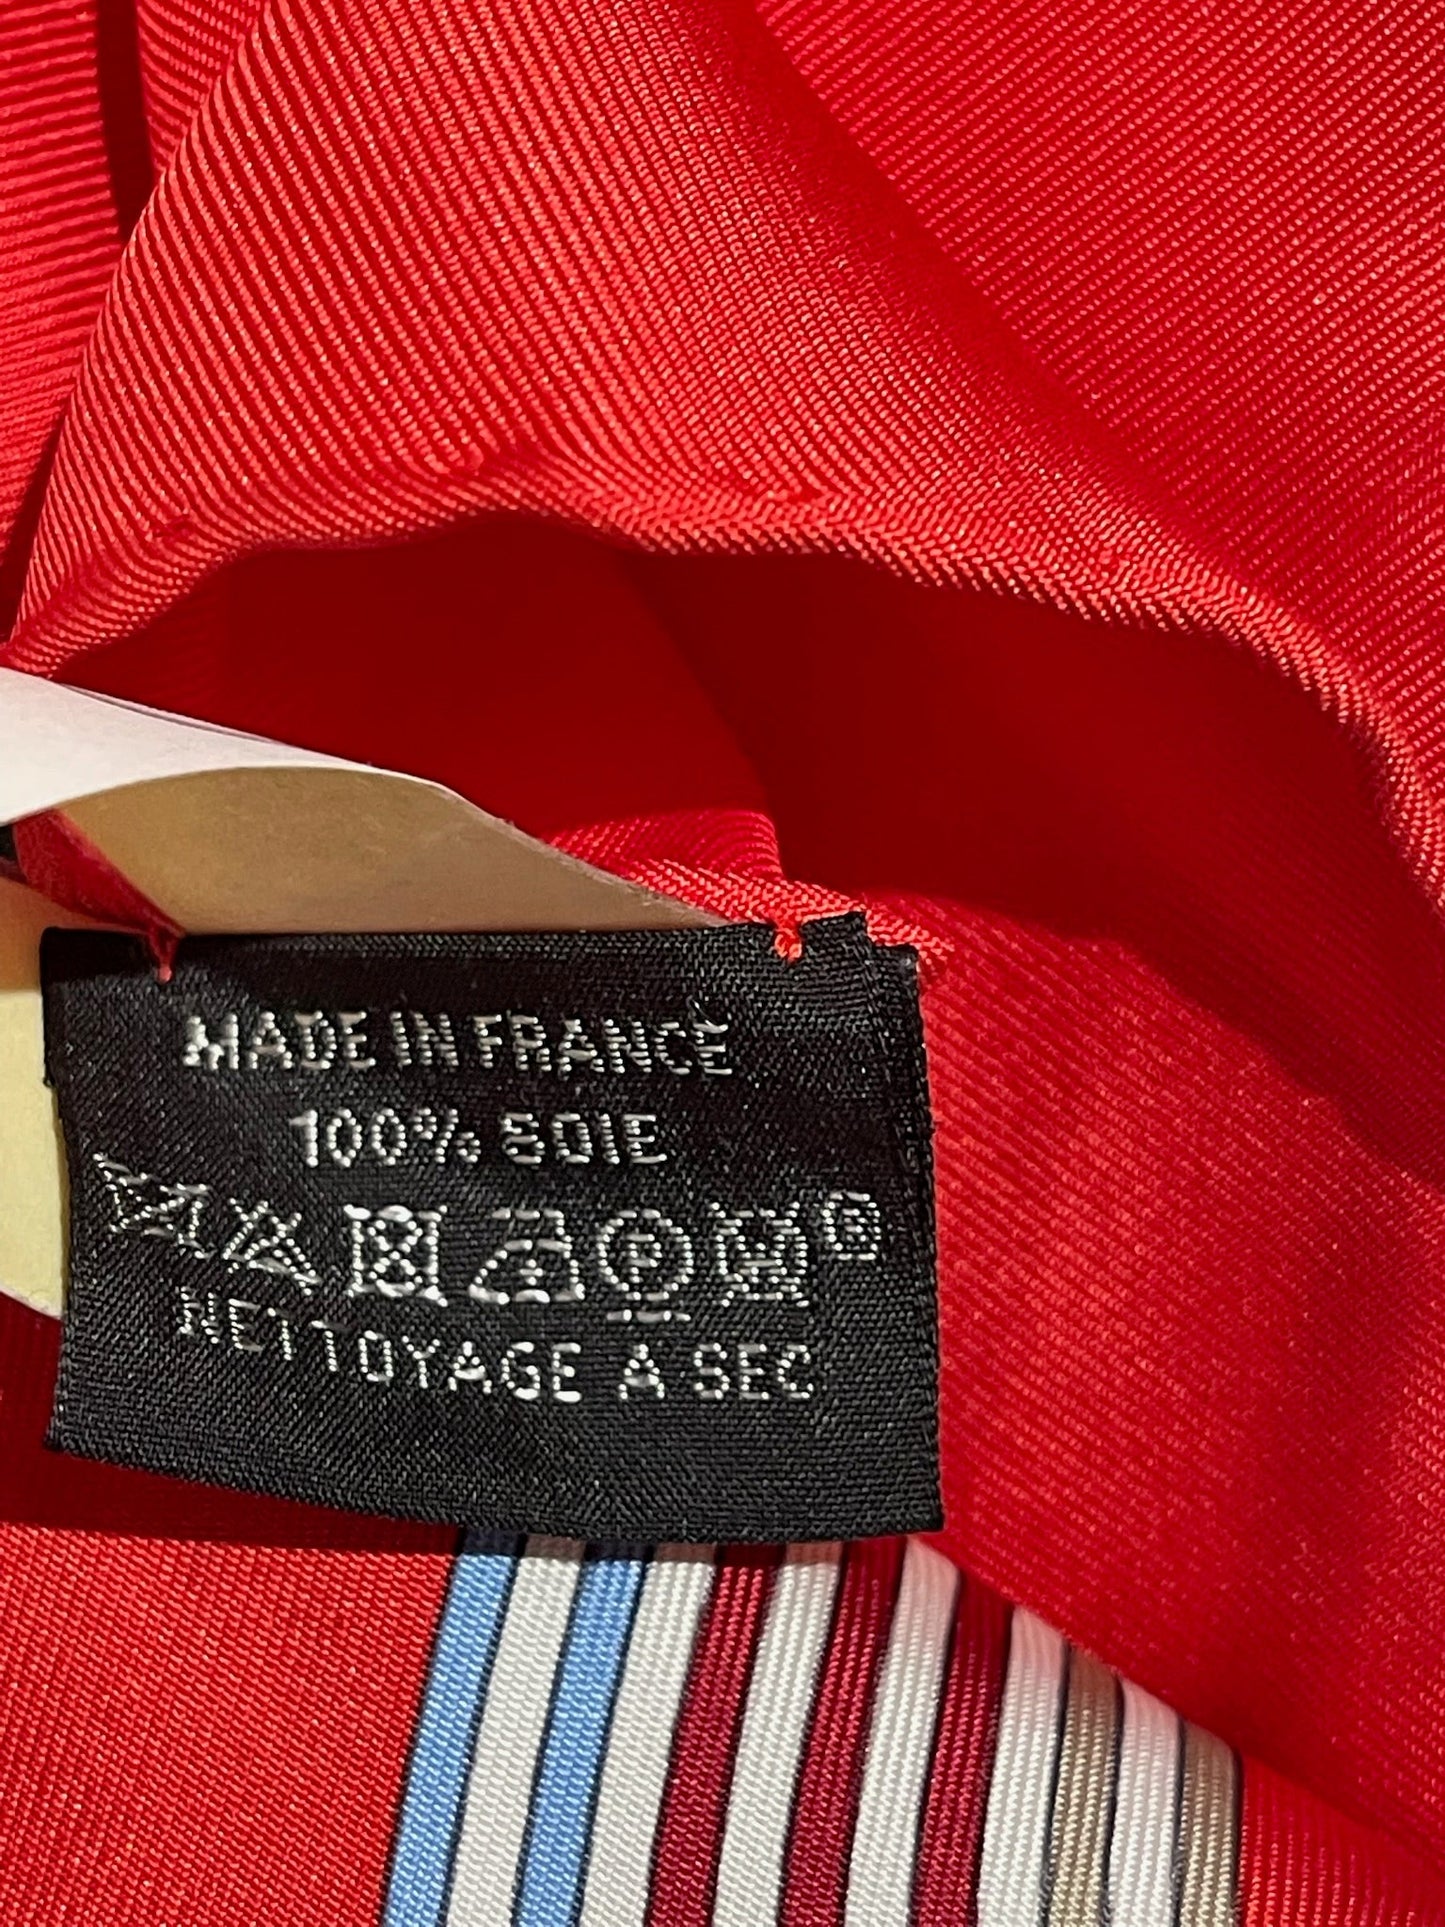 MADE IN FRANCE
100% SOIE
P W
NETTOYAGE A SEC